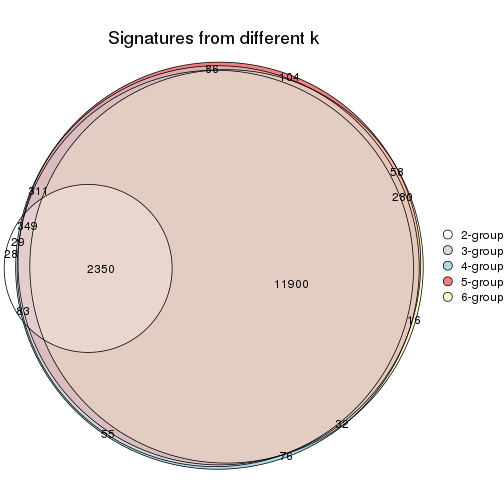 Signatures from different k
86
104
58
280
311
349
29
28
2350
11900
83
16
32
55
76
2-group
3-group
4-group
5-group
6-group